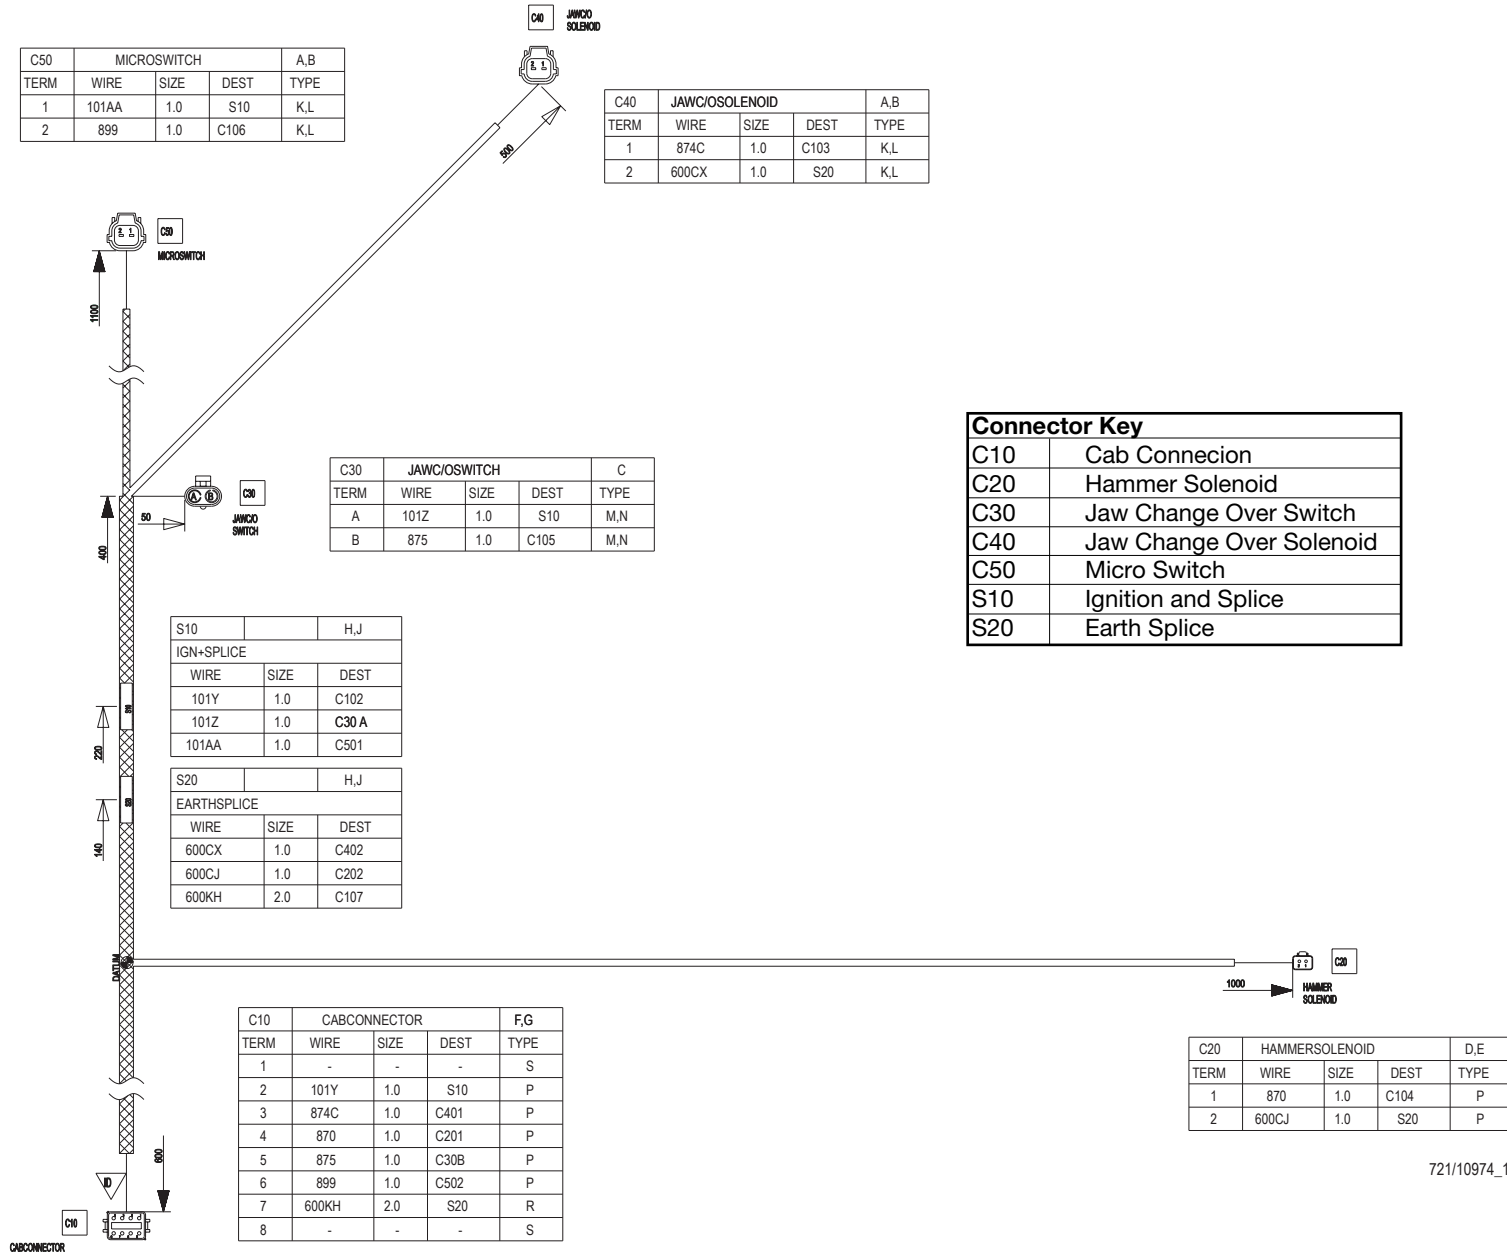 C40 JAWC/O
SOLENOID
C50 MICROSWITCH A,B
TERM WIRE SIZE DEST TYPE
1 101AA 1.0 S10 K,L
2 899 1.0 C106 K,L
2 1
C40 JAWC/OSOLENOID A,B
TERM WIRE SIZE DEST TYPE
1 874C 1.0 C103 K,L
2 600CX 1.0 S20 K,L
500
2 1
C50
MICROSWITCH
1100
Connector Key
C10 Cab Connecion
C20 Hammer Solenoid
C30 Jaw Change Over Switch
C40 Jaw Change Over Solenoid
C50 Micro Switch
S10 Ignition and Splice
S20 Earth Splice
C30 JAWC/OSWITCH C
TERM WIRE SIZE DEST TYPE
A 101Z 1.0 S10 M,N
B 875 1.0 C105 M,N
A B
C30
JAWC/O
SWITCH
50
400
S10 H,J
IGN+SPLICE
WIRE SIZE DEST
101Y 1.0 C102
101Z 1.0 C30 A
101AA 1.0 C501
S10
220
S20 H,J
EARTHSPLICE
WIRE SIZE DEST
600CX 1.0 C402
600CJ 1.0 C202
600KH 2.0 C107
S20
140
DATUM
1000
2 1
C20
HAMMER
SOLENOID
C10 CABCONNECTOR F,G
TERM WIRE SIZE DEST TYPE
1 - - - S
2 101Y 1.0 S10 P
3 874C 1.0 C401 P
4 870 1.0 C201 P
5 875 1.0 C30B P
6 899 1.0 C502 P
7 600KH 2.0 S20 R
8 - - - S
C20 HAMMERSOLENOID D,E
TERM WIRE SIZE DEST TYPE
1 870 1.0 C104 P
2 600CJ 1.0 S20 P
600
ID
C10
CABCONNECTOR
721/10974_1